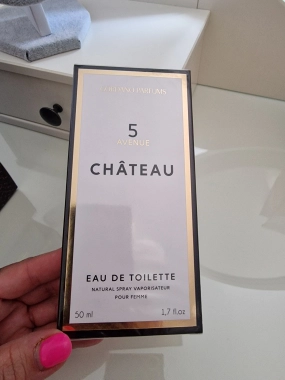 5
AVENUE
CHÂTEAU
EAU DE TOILETTE
NATURAL SPRAY VAPORISATEUR
POUR FEMME
50 ml 1,7 fl.oz